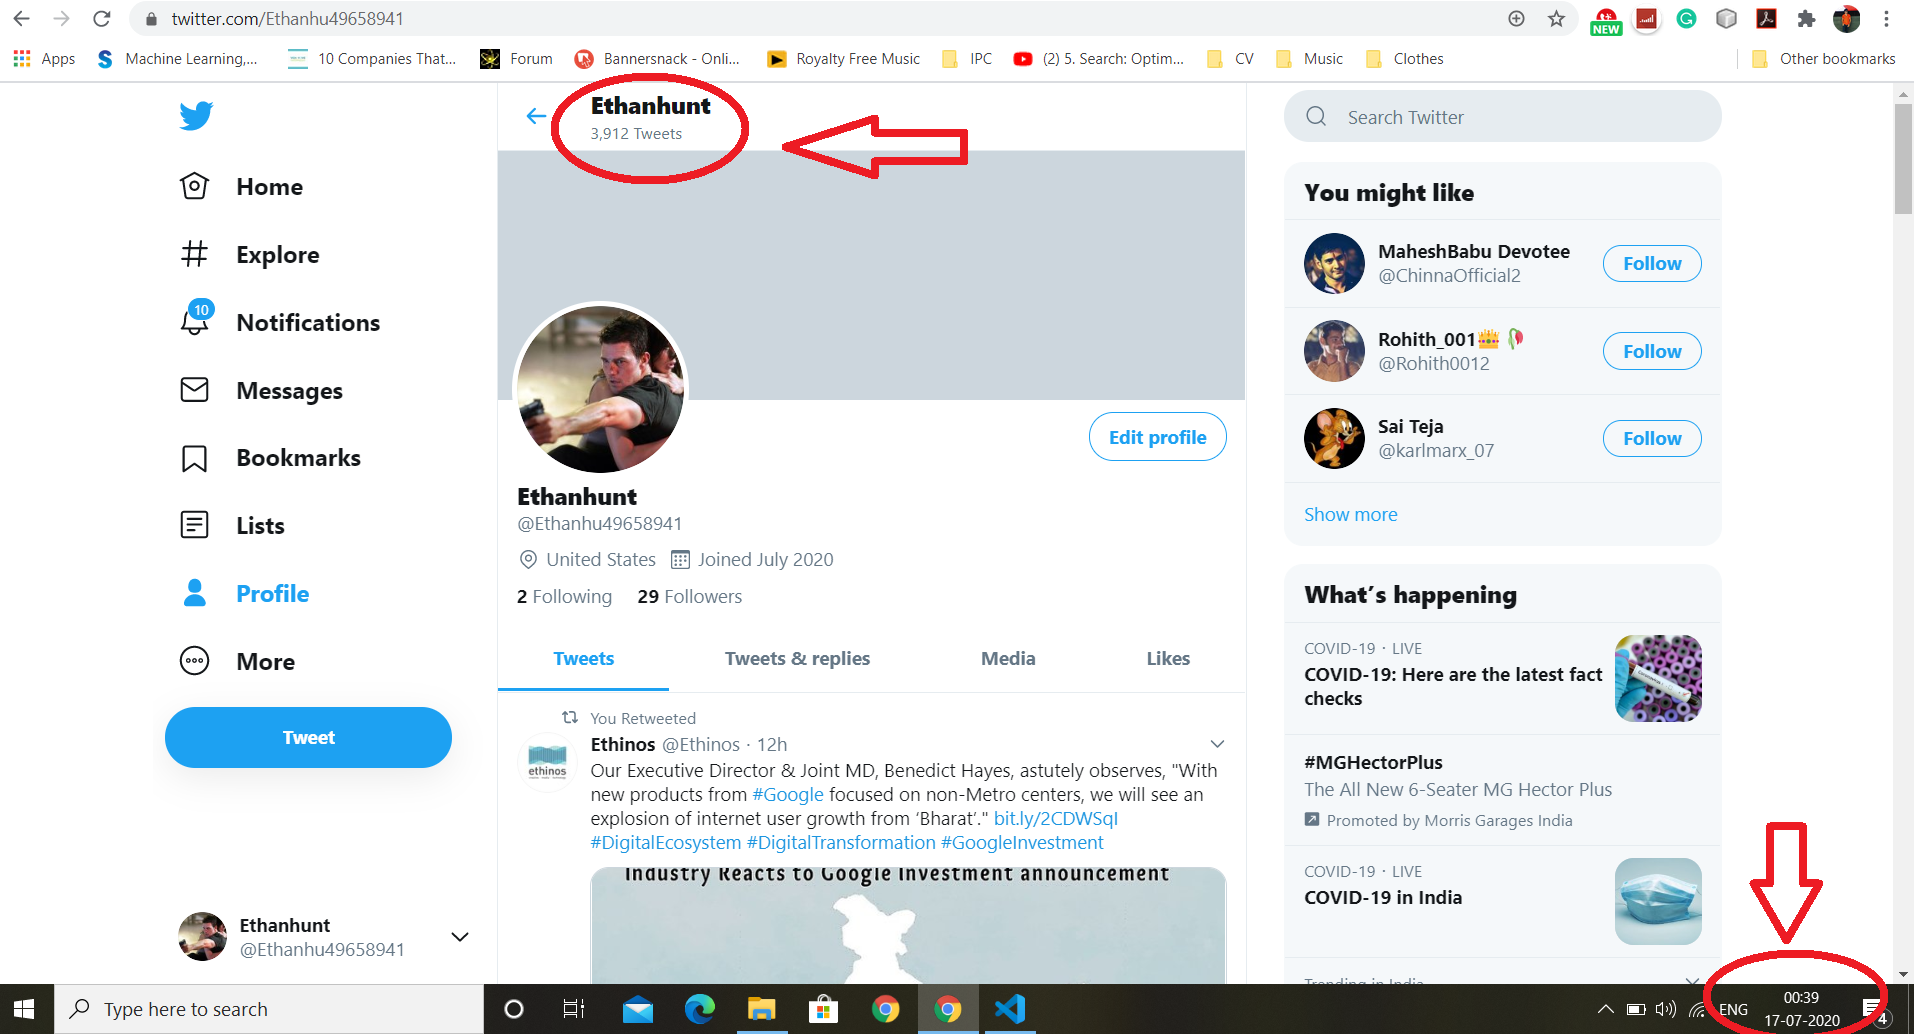 twitter.com/Ethanhu49658941
NEW
Apps
Machine Learning,...
10 Companies That...
Forum
Bannersnack - Onli...
Royalty Free Music
IPC
(2) 5. Search: Optim...
CV
Music
Clothes
Other bookmarks
Home
Explore
10
Notifications
Messages
Bookmarks
Lists
Profile
More
Tweet
Ethanhunt
@Ethanhu49658941
Ethanhunt
3,912 Tweets
Edit profile
Ethanhunt
@Ethanhu49658941
United States Joined July 2020
2 Following 29 Followers
Tweets
Tweets & replies
Media
Likes
You Retweeted
ethinos
Ethinos @Ethinos · 12h
Our Executive Director & Joint MD, Benedict Hayes, astutely observes, "With
new products from #Google focused on non-Metro centers, we will see an
explosion of internet user growth from ‘Bharat’." bit.ly/2CDWSqI
#DigitalEcosystem #DigitalTransformation #GoogleInvestment
Industry Reacts to Google Investment announcement
Search Twitter
You might like
MaheshBabu Devotee
@ChinnaOfficial2
Follow
Rohith_001👑🥀
@Rohith0012
Follow
Sai Teja
@karlmarx_07
Follow
Show more
What’s happening
COVID-19 · LIVE
COVID-19: Here are the latest fact
checks
#MGHectorPlus
The All New 6-Seater MG Hector Plus
Promoted by Morris Garages India
COVID-19 · LIVE
COVID-19 in India
Trending in India
Type here to search
ENG
00:39
17-07-2020
4